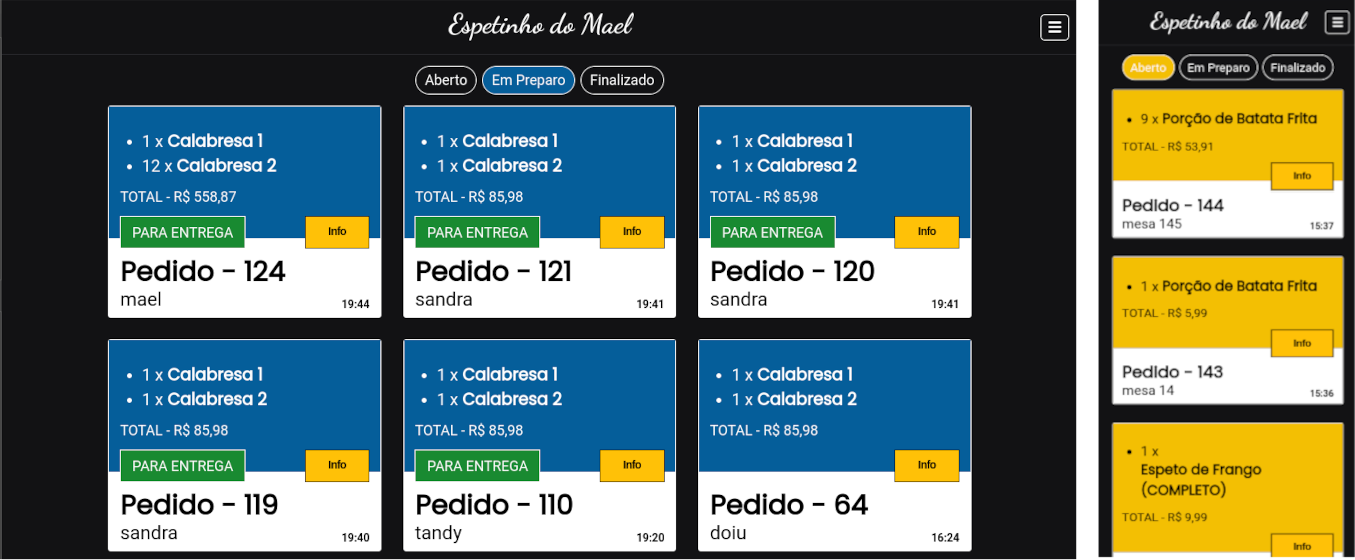 Espetinho do Mael
Aberto Em Preparo Finalizado
1 x Calabresa 1
12 x Calabresa 2
TOTAL - R$ 558,87
PARA ENTREGA
Info
Pedido - 124
mael
19:44
1 x Calabresa 1
1 x Calabresa 2
TOTAL - R$ 85,98
PARA ENTREGA
Info
Pedido - 121
sandra
19:41
1 x Calabresa 1
1 x Calabresa 2
TOTAL - R$ 85,98
PARA ENTREGA
Info
Pedido - 120
sandra
19:41
1 x Calabresa 1
1 x Calabresa 2
TOTAL - R$ 85,98
PARA ENTREGA
Info
Pedido - 119
sandra
19:40
1 x Calabresa 1
1 x Calabresa 2
TOTAL - R$ 85,98
PARA ENTREGA
Info
Pedido - 110
tandy
19:20
1 x Calabresa 1
1 x Calabresa 2
TOTAL - R$ 85,98
Info
Pedido - 64
doiu
16:24
Espetinho do Mael
Aberto Em Preparo Finalizado
9 x Porção de Batata Frita
TOTAL - R$ 53,91
Info
Pedido - 144
mesa 145
15:37
1 x Porção de Batata Frita
TOTAL - R$ 5,99
Info
Pedido - 143
mesa 14
15:36
1 x
Espeto de Frango
(COMPLETO)
TOTAL - R$ 9,99
Info